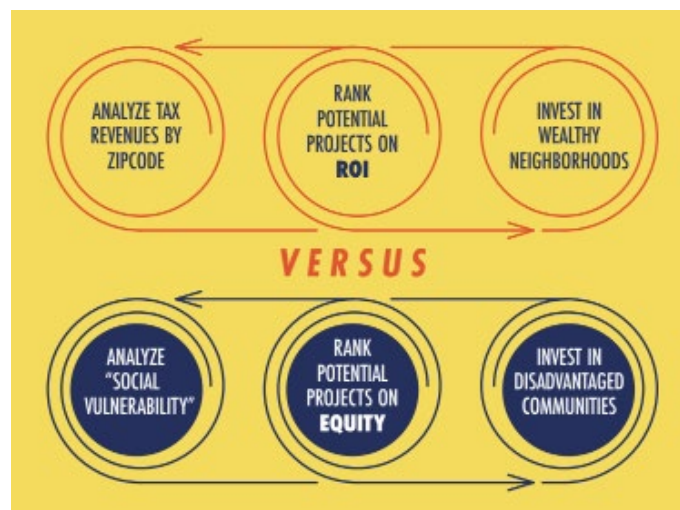 ANALYZE TAX
REVENUES BY
ZIPCODE
RANK
POTENTIAL
PROJECTS ON
ROI
INVEST IN
WEALTHY
NEIGHBORHOODS
VERSUS
ANALYZE
“SOCIAL
VULNERABILITY”
RANK
POTENTIAL
PROJECTS ON
EQUITY
INVEST IN
DISADVANTAGED
COMMUNITIES